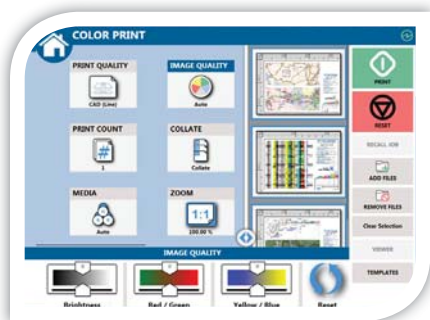 COLOR PRINT
PRINT QUALITY
CAD (Line)
IMAGE QUALITY
Auto
PRINT COUNT
#
1
COLLATE
Collate
MEDIA
Auto
ZOOM
1:1
100.00 %
PRINT
RESET
RECALL JOB
ADD FILES
REMOVE FILES
Clear Selection
VIEWER
TEMPLATES
IMAGE QUALITY
Brightness
Red / Green
Yellow / Blue
Reset